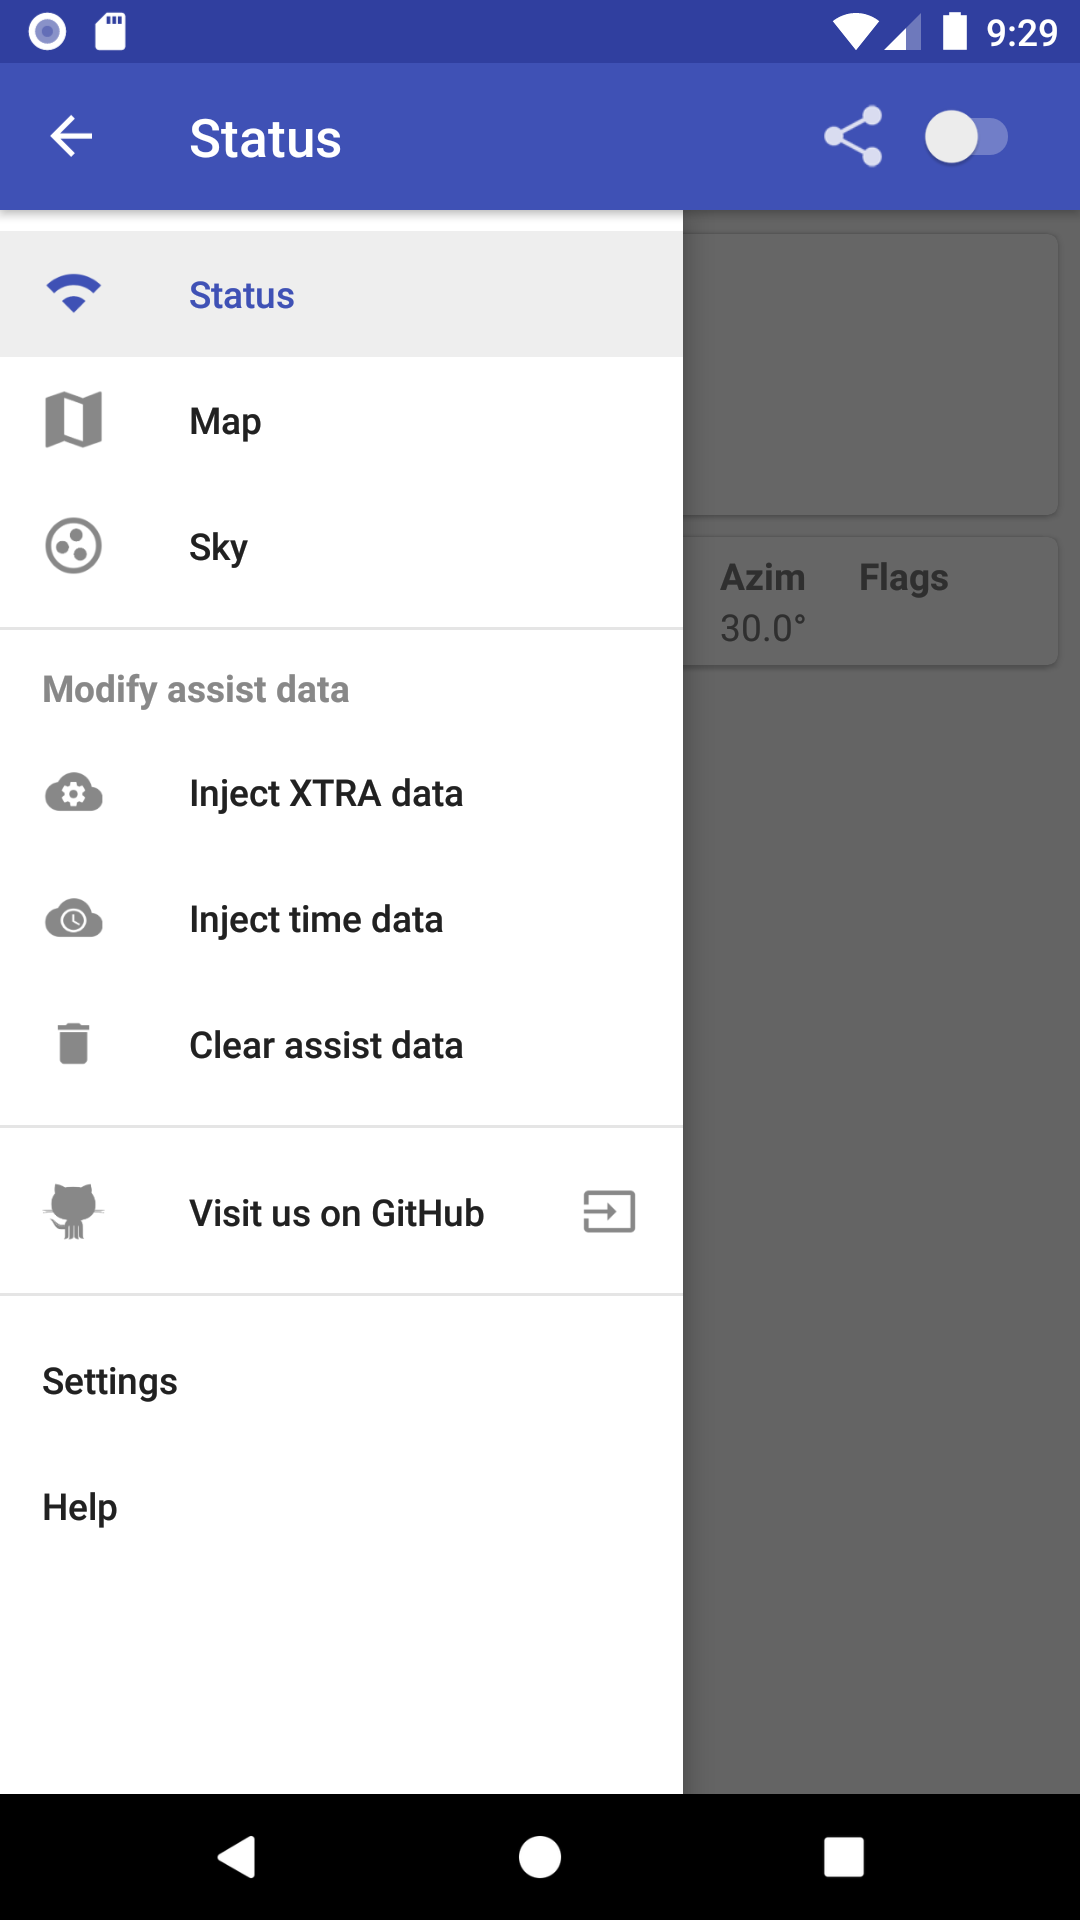 9:29
Status
Status
Map
Sky
Azim Flags
30.0°
Modify assist data
Inject XTRA data
Inject time data
Clear assist data
Visit us on GitHub
Settings
Help